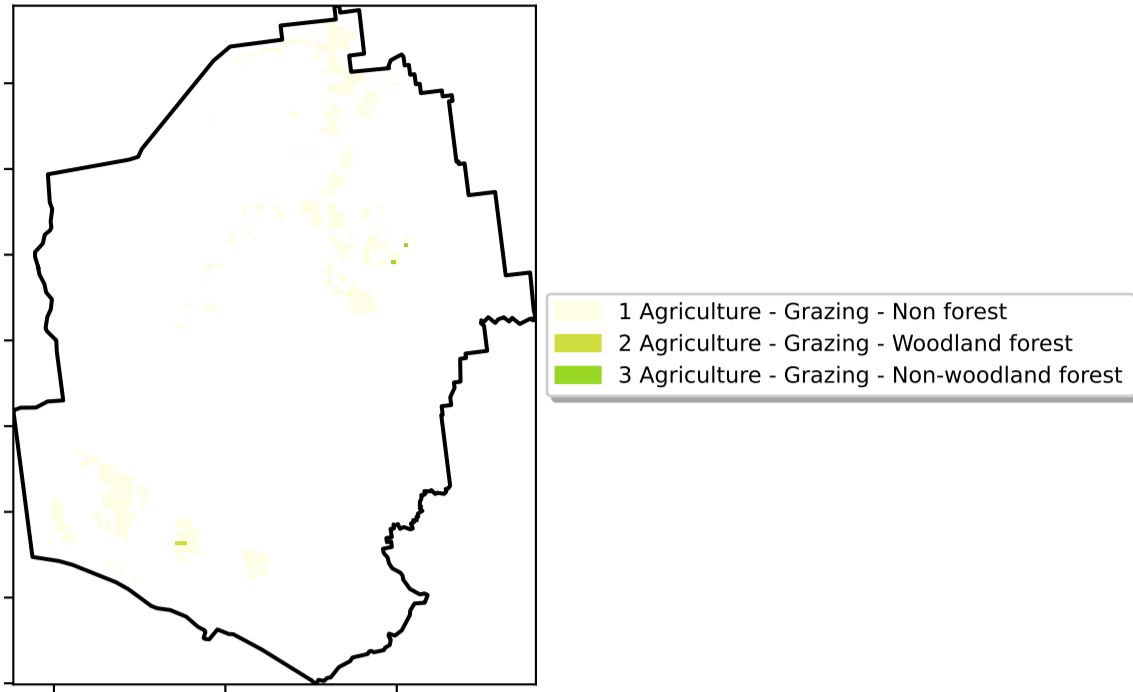 1 Agriculture - Grazing - Non forest
2 Agriculture - Grazing - Woodland forest
3 Agriculture - Grazing - Non-woodland forest